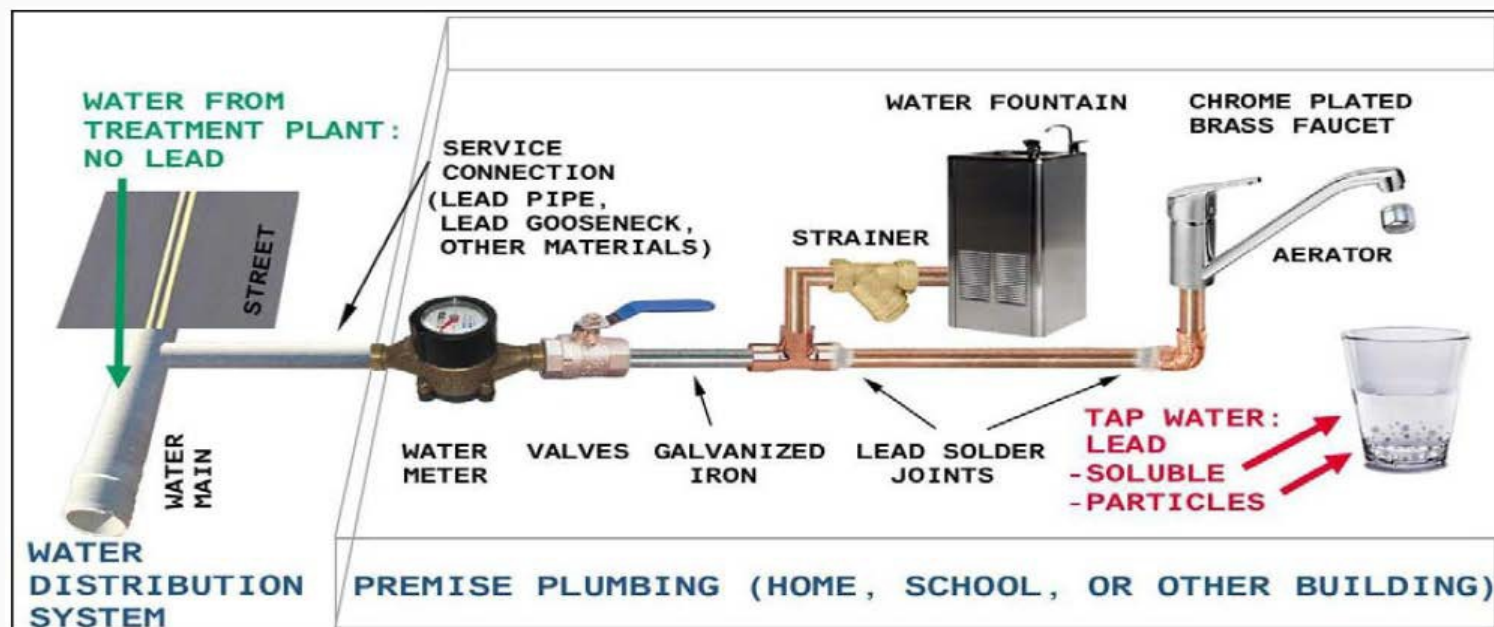 WATER FROM
TREATMENT PLANT:
NO LEAD
STREET
WATER
MAIN
SERVICE
CONNECTION
(LEAD PIPE,
LEAD GOOSENECK,
OTHER MATERIALS)
WATER FOUNTAIN
CHROME PLATED
BRASS FAUCET
STRAINER
AERATOR
WATER
METER
VALVES
GALVANIZED
IRON
LEAD SOLDER
JOINTS
TAP WATER:
LEAD
-SOLUBLE
-PARTICLES
WATER
DISTRIBUTION
SYSTEM
PREMISE PLUMBING (HOME, SCHOOL, OR OTHER BUILDING)